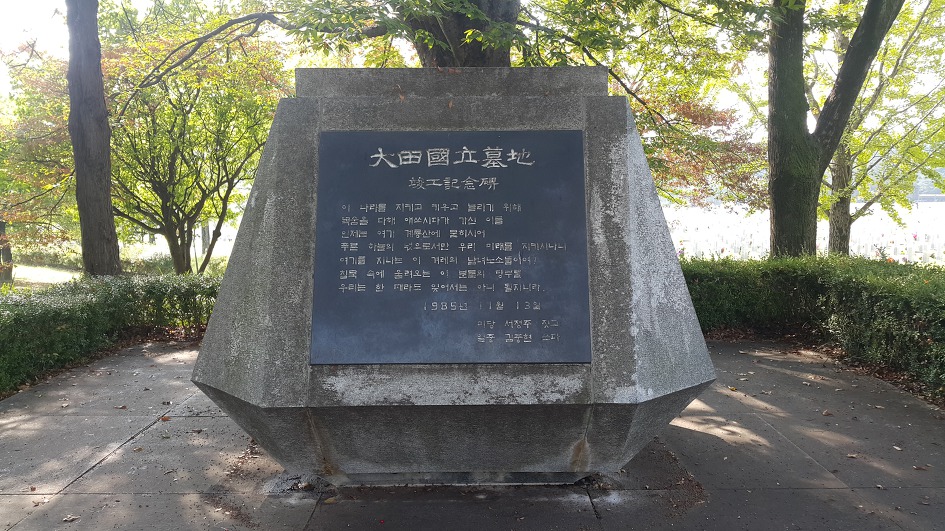 大田國立墓地
竣工記念碑
이 나라를 지키고 키우고 늘리기 위해
목숨을 다해 애쓰시다가 가신 이들
인제는 여기 계룡산에 묻히시어
푸른 하늘의 넋으로서만 우리 미래를 지키시나니
여기를 지나는 이 겨레의 남녀노소들이여!
침묵 속에 울려오는 이 분들의 당부를
우리는 한 때라도 잊어서는 아니 될지니라.
1985년 11월 13일
미당 서정주 짓고
일중 김충현 쓰다